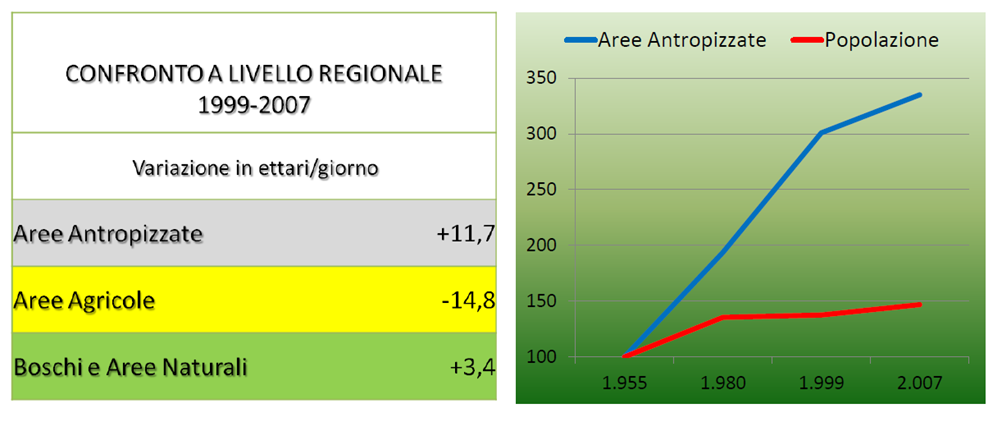 CONFRONTO A LIVELLO REGIONALE
1999-2007
Variazione in ettari/giorno
Aree Antropizzate +11,7
Aree Agricole -14,8
Boschi e Aree Naturali +3,4
Aree Antropizzate Popolazione
350
300
250
200
150
100
1.955 1.980 1.999 2.007